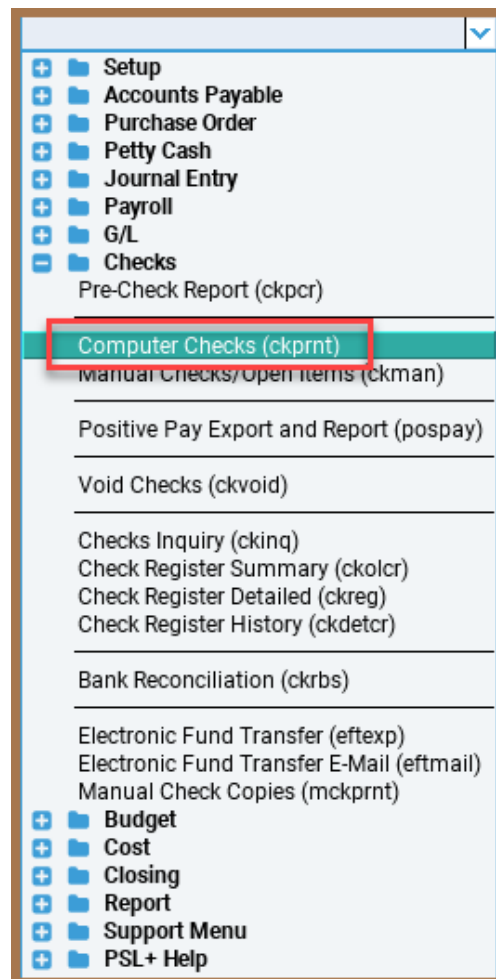 Setup
Accounts Payable
Purchase Order
Petty Cash
Journal Entry
Payroll
G/L
Checks
Pre-Check Report (ckpcr)
Computer Checks (ckprnt)
Manual Checks/Open Items (ckman)
Positive Pay Export and Report (pospay)
Void Checks (ckvoid)
Checks Inquiry (ckinq)
Check Register Summary (ckolcr)
Check Register Detailed (ckreg)
Check Register History (ckdetcr)
Bank Reconciliation (ckrbs)
Electronic Fund Transfer (eftexp)
Electronic Fund Transfer E-Mail (eftmail)
Manual Check Copies (mckprnt)
Budget
Cost
Closing
Report
Support Menu
PSL+ Help